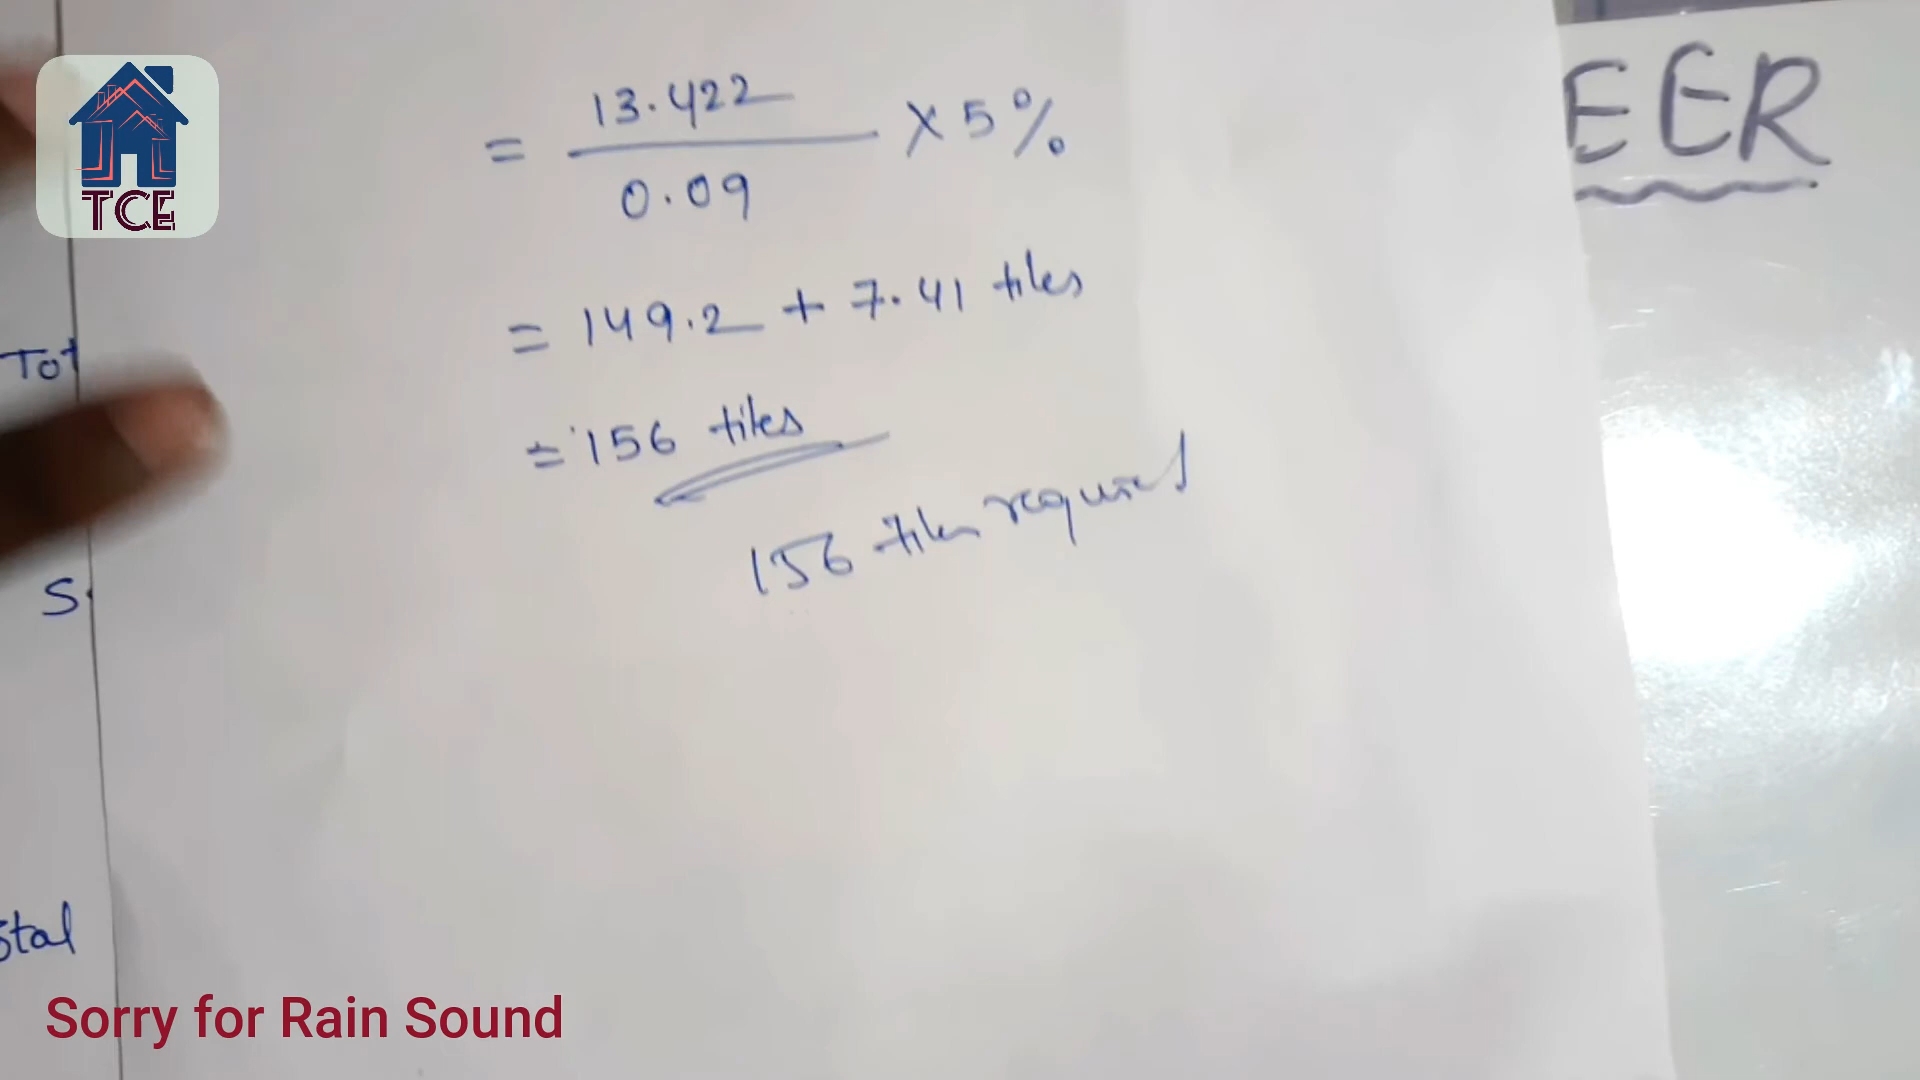 TCE
EER
= 13.422 / 0.09 × 5%
= 149.2 + 7.41 tiles
= 156 tiles
156 tiles required
Tot
S
otal
Sorry for Rain Sound